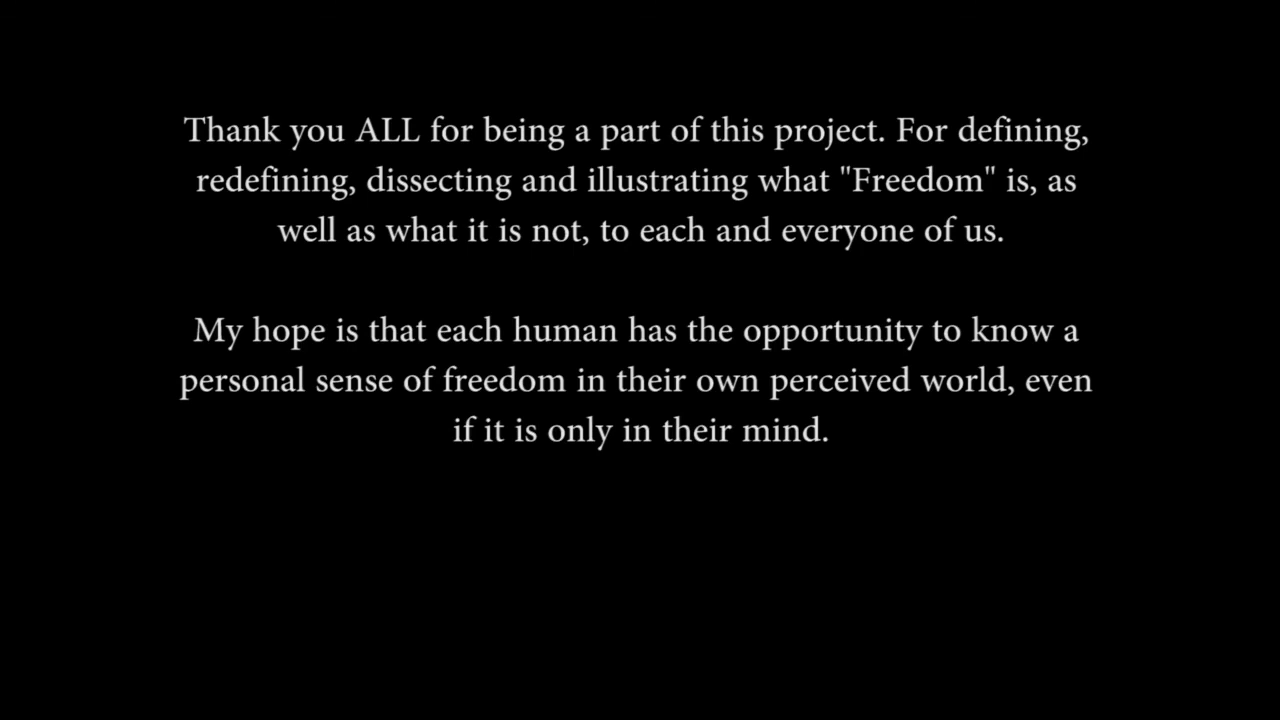 Thank you ALL for being a part of this project. For defining,
redefining, dissecting and illustrating what "Freedom" is, as
well as what it is not, to each and everyone of us.
My hope is that each human has the opportunity to know a
personal sense of freedom in their own perceived world, even
if it is only in their mind.